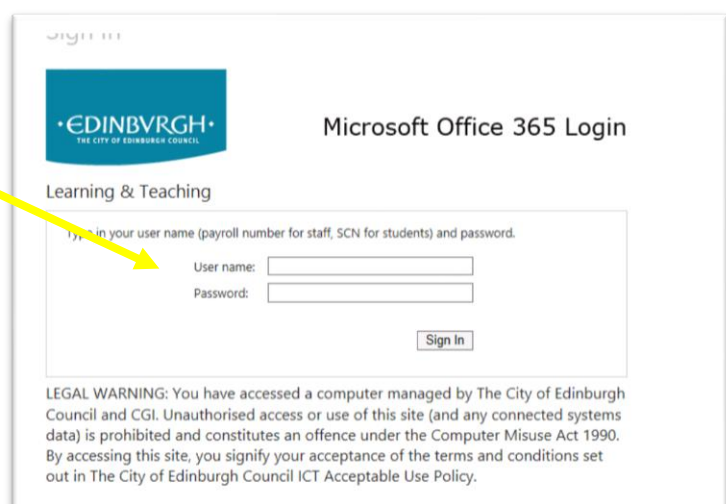 Sign In
·EDINBVRGH·
THE CITY OF EDINBURGH COUNCIL
Microsoft Office 365 Login
Learning & Teaching
Type in your user name (payroll number for staff, SCN for students) and password.
User name:
Password:
Sign In
LEGAL WARNING: You have accessed a computer managed by The City of Edinburgh
Council and CGI. Unauthorised access or use of this site (and any connected systems
data) is prohibited and constitutes an offence under the Computer Misuse Act 1990.
By accessing this site, you signify your acceptance of the terms and conditions set
out in The City of Edinburgh Council ICT Acceptable Use Policy.